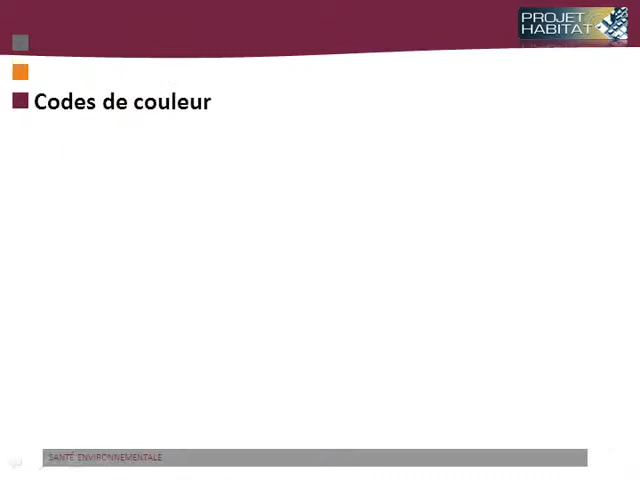 PROJET
HABITAT
Codes de couleur
SANTÉ ENVIRONNEMENTALE